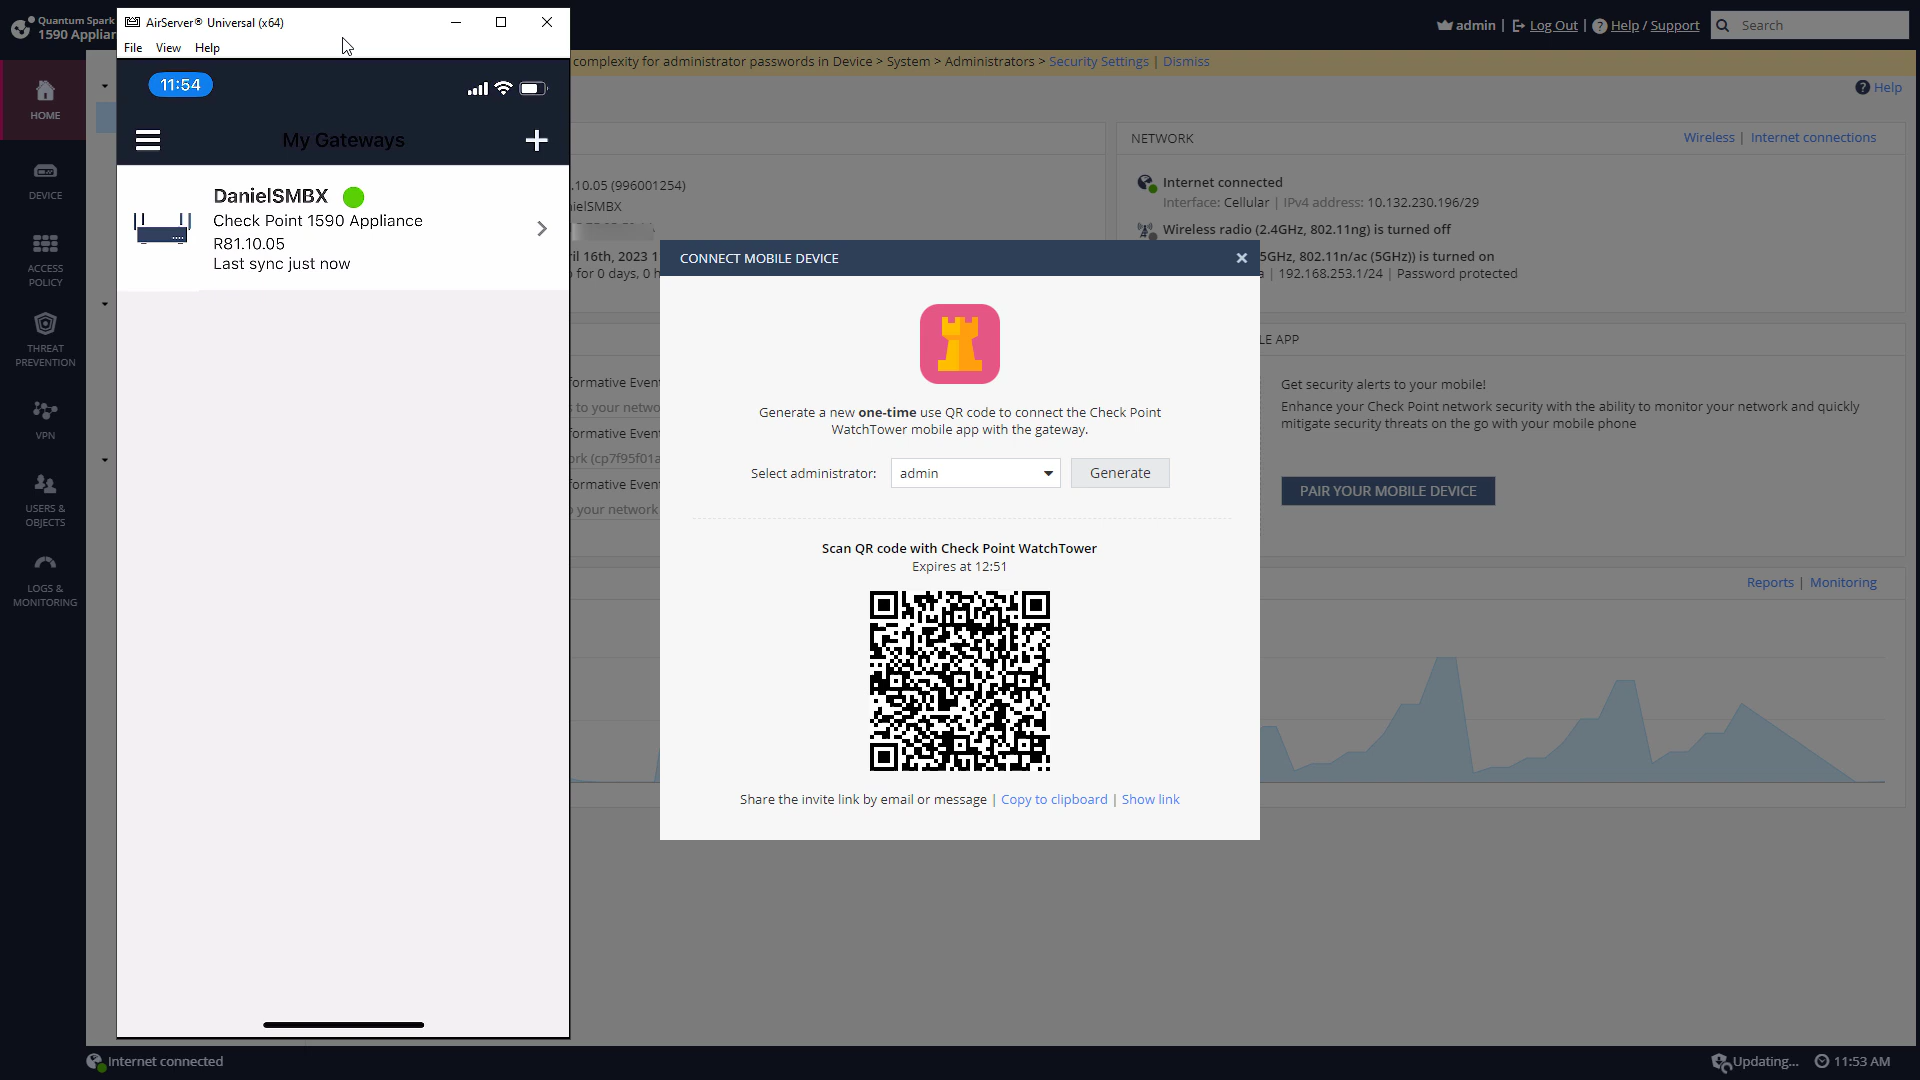 Quantum Spark
1590 Applian
AirServer® Universal (x64)
File View Help
admin | Log Out | Help / Support
Search
complexity for administrator passwords in Device > System > Administrators > Security Settings | Dismiss
Help
HOME
DEVICE
ACCESS
POLICY
THREAT
PREVENTION
VPN
USERS &
OBJECTS
LOGS &
MONITORING
11:54
My Gateways
DanielSMBX
Check Point 1590 Appliance
R81.10.05
Last sync just now
.10.05 (996001254)
ielSMBX
ril 16th, 2023 1
o for 0 days, 0 h
NETWORK
Wireless | Internet connections
Internet connected
Interface: Cellular | IPv4 address: 10.132.230.196/29
Wireless radio (2.4GHz, 802.11ng) is turned off
5GHz, 802.11n/ac (5GHz)) is turned on
a | 192.168.253.1/24 | Password protected
formative Even
s to your netwo
formative Even
ork (cp7f95f01a
formative Even
o your network
CONNECT MOBILE DEVICE
Generate a new one-time use QR code to connect the Check Point
WatchTower mobile app with the gateway.
Select administrator: admin Generate
Scan QR code with Check Point WatchTower
Expires at 12:51
Share the invite link by email or message | Copy to clipboard | Show link
LE APP
Get security alerts to your mobile!
Enhance your Check Point network security with the ability to monitor your network and quickly
mitigate security threats on the go with your mobile phone
PAIR YOUR MOBILE DEVICE
Reports | Monitoring
Internet connected
Updating...
11:53 AM